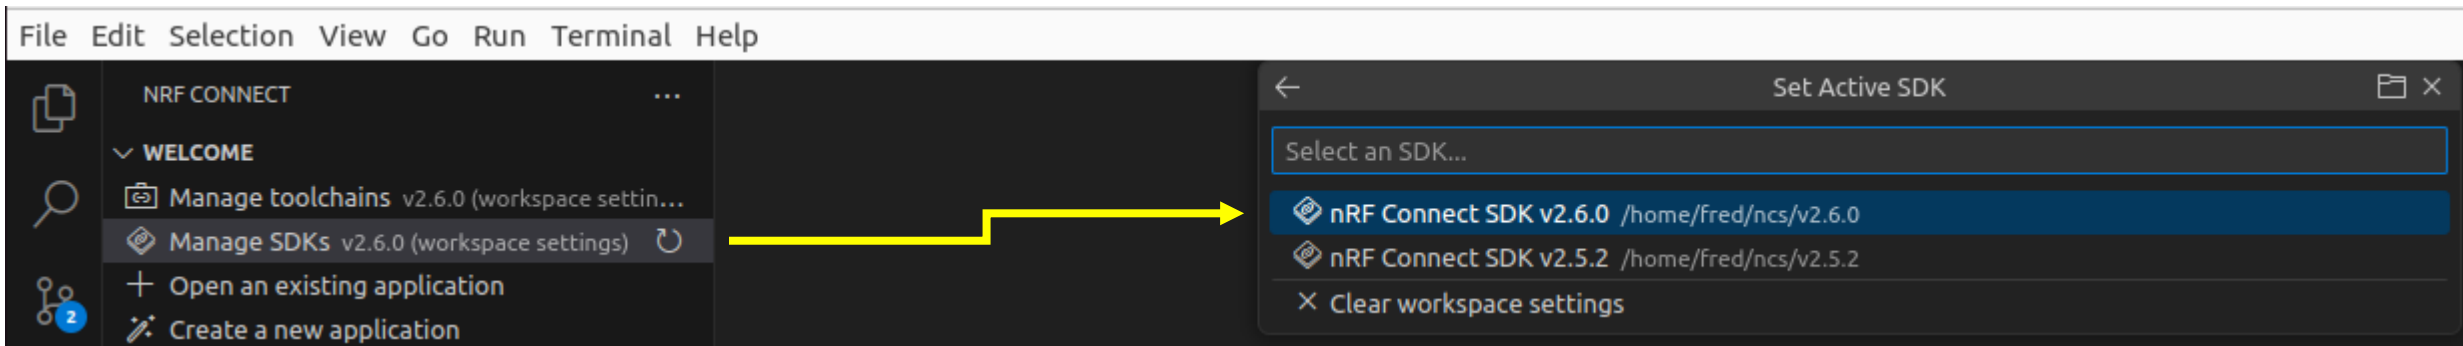 File Edit Selection View Go Run Terminal Help
NRF CONNECT ...
WELCOME
Manage toolchains v2.6.0 (workspace settin...
Manage SDKs v2.6.0 (workspace settings)
Open an existing application
2
Create a new application
Set Active SDK
Select an SDK...
nRF Connect SDK v2.6.0 /home/fred/ncs/v2.6.0
nRF Connect SDK v2.5.2 /home/fred/ncs/v2.5.2
Clear workspace settings